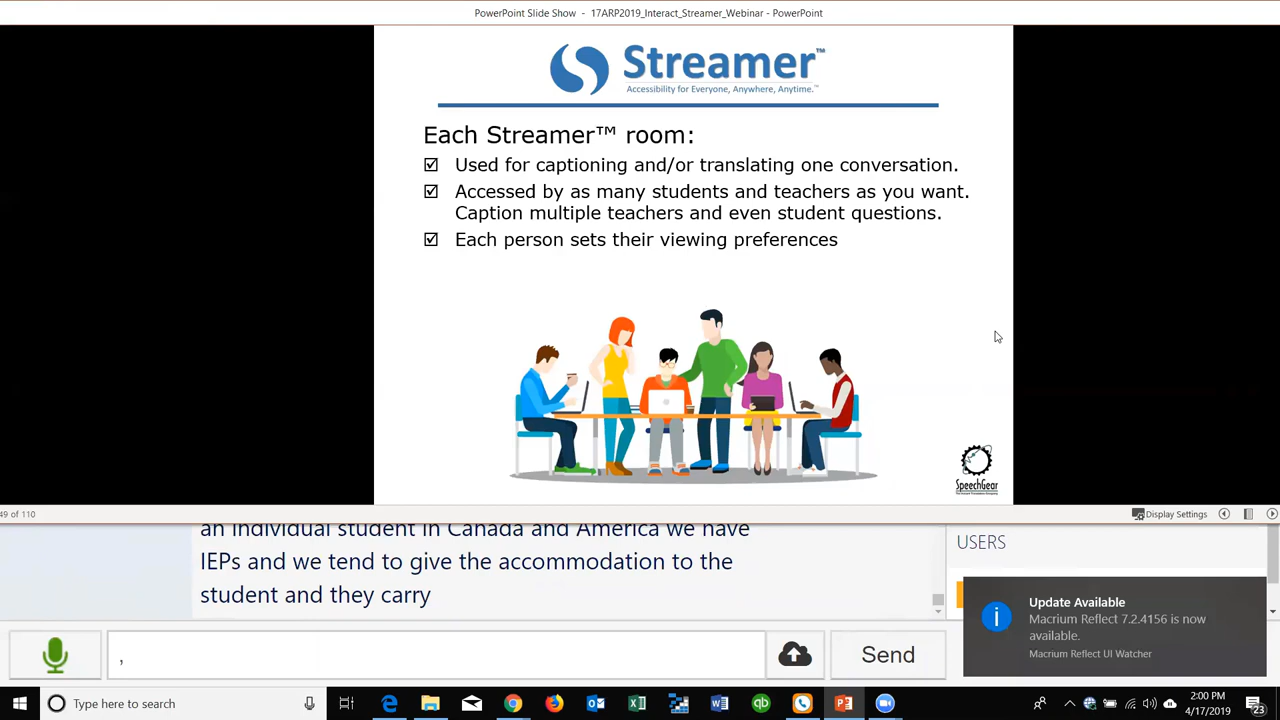 PowerPoint Slide Show - 17ARP2019_Interact_Streamer_Webinar - PowerPoint
Streamer™
Accessibility for Everyone, Anywhere, Anytime.™
Each Streamer™ room:
Used for captioning and/or translating one conversation.
Accessed by as many students and teachers as you want.
Caption multiple teachers and even student questions.
Each person sets their viewing preferences
SpeechGear
49 of 110
Display Settings
an individual student in Canada and America we have
IEPs and we tend to give the accommodation to the
student and they carry
USERS
Update Available
Macrium Reflect 7.2.4156 is now
available.
Macrium Reflect UI Watcher
,
Send
Type here to search
2:00 PM
4/17/2019
23